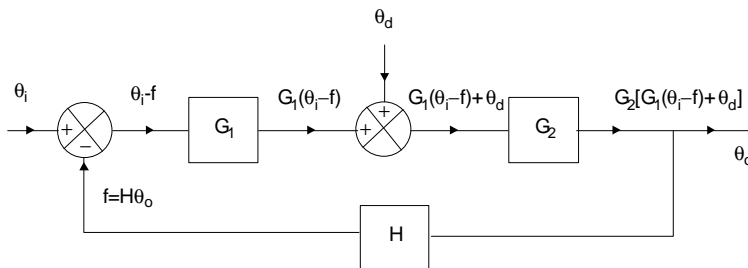 θd
θi
θi-f
G1(θi–f)
G1(θi–f)+θd
G2[G1(θi–f)+θd]
+
–
G1
+
+
G2
θo
f=Hθo
H